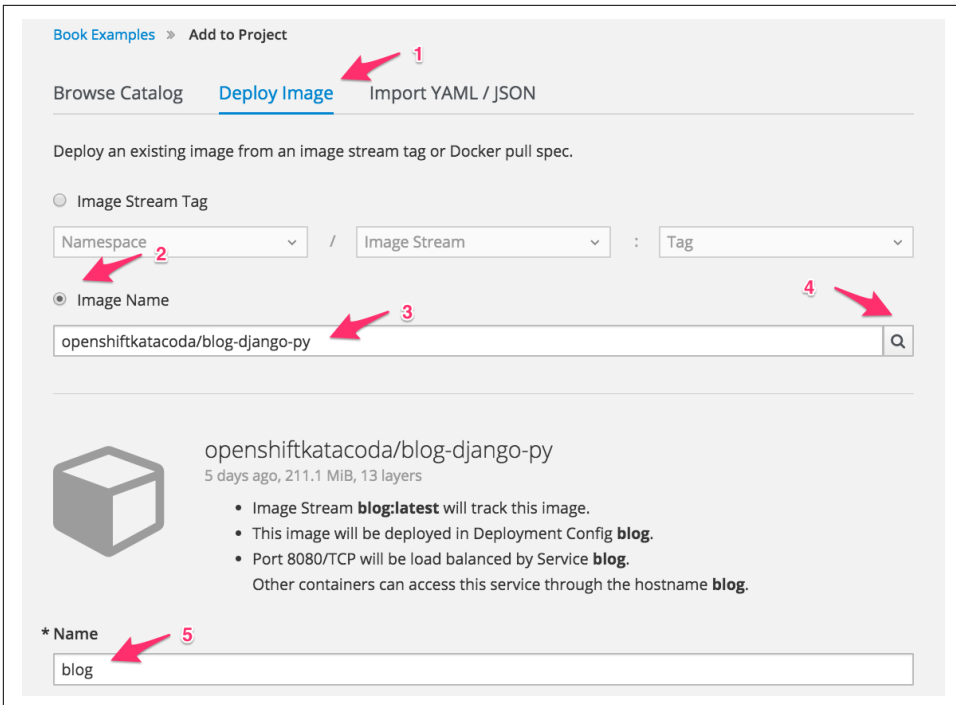 Book Examples » Add to Project
1
Browse Catalog Deploy Image Import YAML / JSON
Deploy an existing image from an image stream tag or Docker pull spec.
Image Stream Tag
Namespace / Image Stream : Tag
2
Image Name
4
3
openshiftkatacoda/blog-django-py
openshiftkatacoda/blog-django-py
5 days ago, 211.1 MiB, 13 layers
• Image Stream blog:latest will track this image.
• This image will be deployed in Deployment Config blog.
• Port 8080/TCP will be load balanced by Service blog.
Other containers can access this service through the hostname blog.
* Name
5
blog